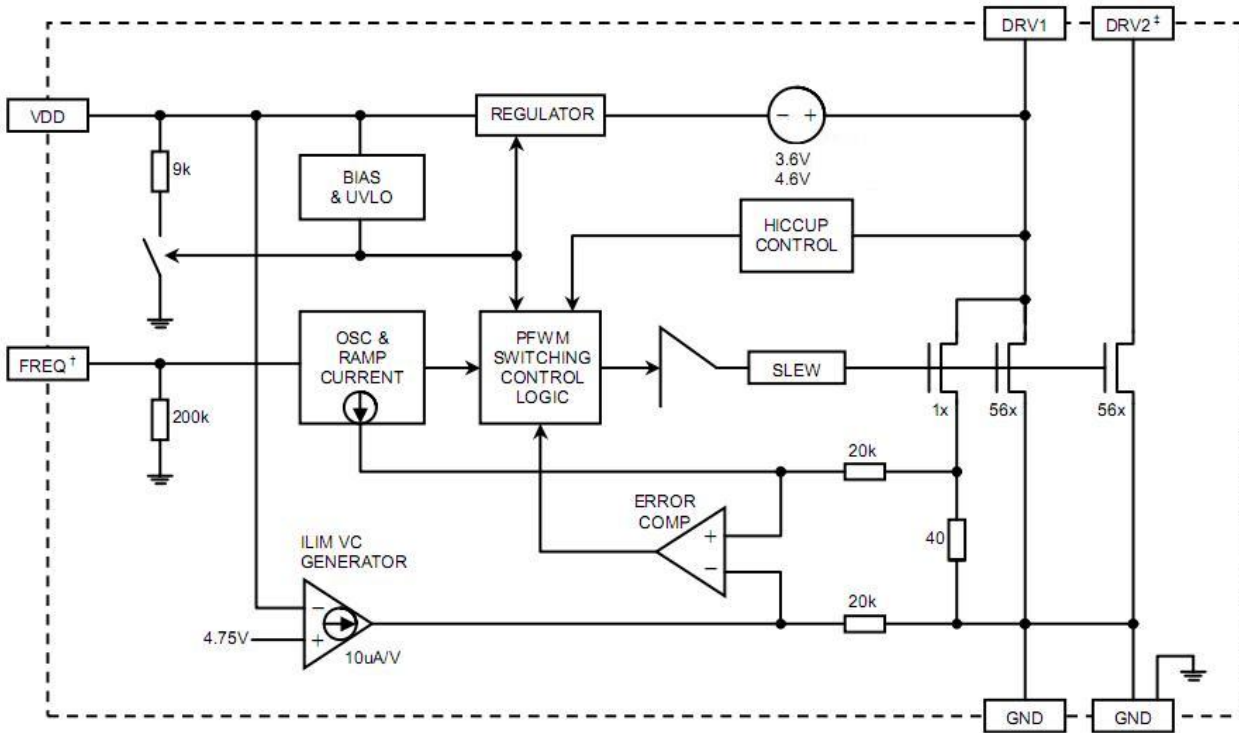 DRV1
DRV2‡
VDD
REGULATOR
− +
3.6V
4.6V
9k
BIAS
& UVLO
HICCUP
CONTROL
FREQ†
OSC &
RAMP
CURRENT
PFWM
SWITCHING
CONTROL
LOGIC
SLEW
1x
56x
56x
200k
20k
ERROR
COMP
+
−
40
ILIM VC
GENERATOR
20k
−
4.75V
+
10uA/V
GND
GND